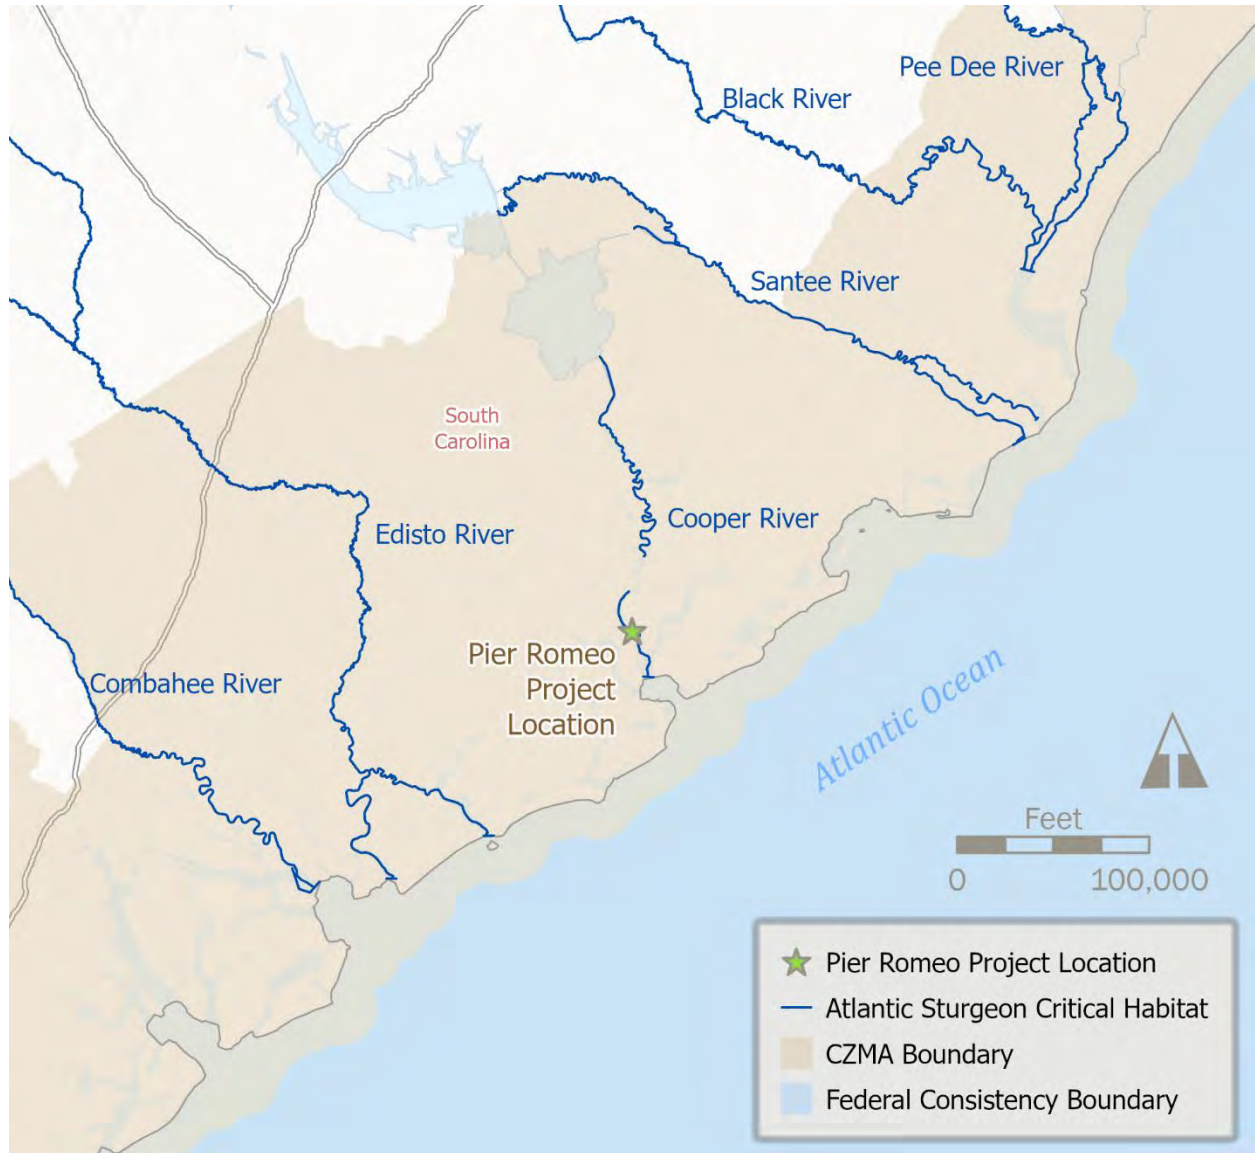 Pee Dee River
Black River
Santee River
South
Carolina
Cooper River
Edisto River
Pier Romeo
Project
Location
Combahee River
Atlantic Ocean
Feet
0 100,000
Pier Romeo Project Location
Atlantic Sturgeon Critical Habitat
CZMA Boundary
Federal Consistency Boundary